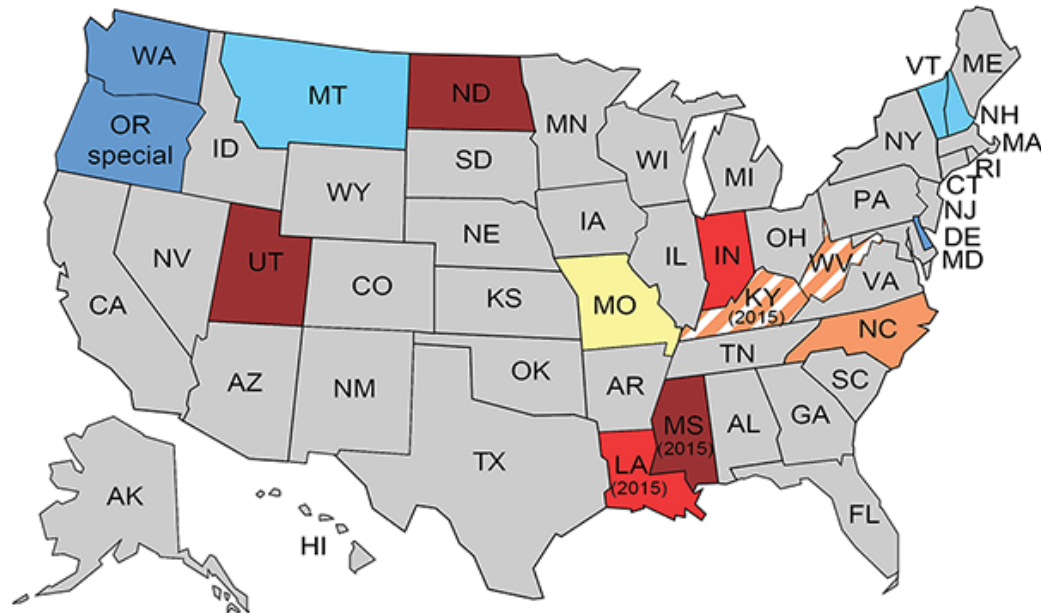 WA
MT
ND
MN
VT
ME
OR
special
ID
SD
WI
NY
NH
MA
WY
MI
RI
CT
IA
PA
NJ
NE
NV
UT
IL
IN
OH
DE
WV
MD
CO
VA
CA
KS
MO
KY
(2015)
NC
TN
AZ
NM
OK
AR
SC
MS
(2015)
AL
GA
TX
LA
(2015)
AK
FL
HI